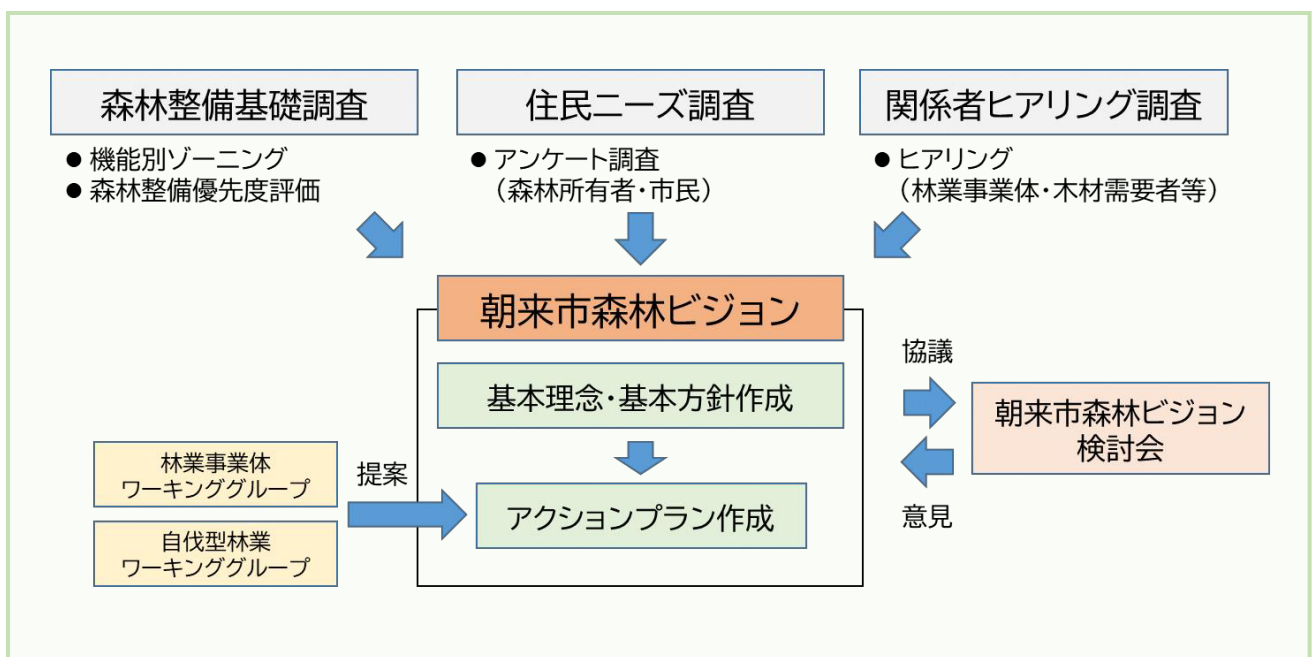 森林整備基礎調査
● 機能別ゾーニング
● 森林整備優先度評価
住民ニーズ調査
● アンケート調査
（森林所有者・市民）
関係者ヒアリング調査
● ヒアリング
（林業事業体・木材需要者等）
朝来市森林ビジョン
基本理念・基本方針作成
アクションプラン作成
林業事業体
ワーキンググループ
自伐型林業
ワーキンググループ
提案
協議
朝来市森林ビジョン
検討会
意見